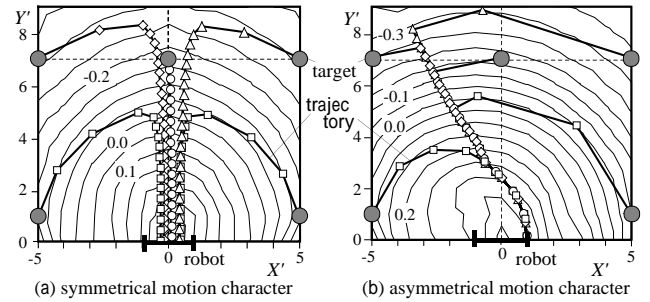 Y′
8
6
4
2
0
-0.2
0.0
0.1
-5
0
5
robot
X′
(a) symmetrical motion character
target
trajec
tory
Y′
8
6
4
2
0
-0.3
-0.1
0.0
0.2
-5
0
5
robot
X′
(b) asymmetrical motion character